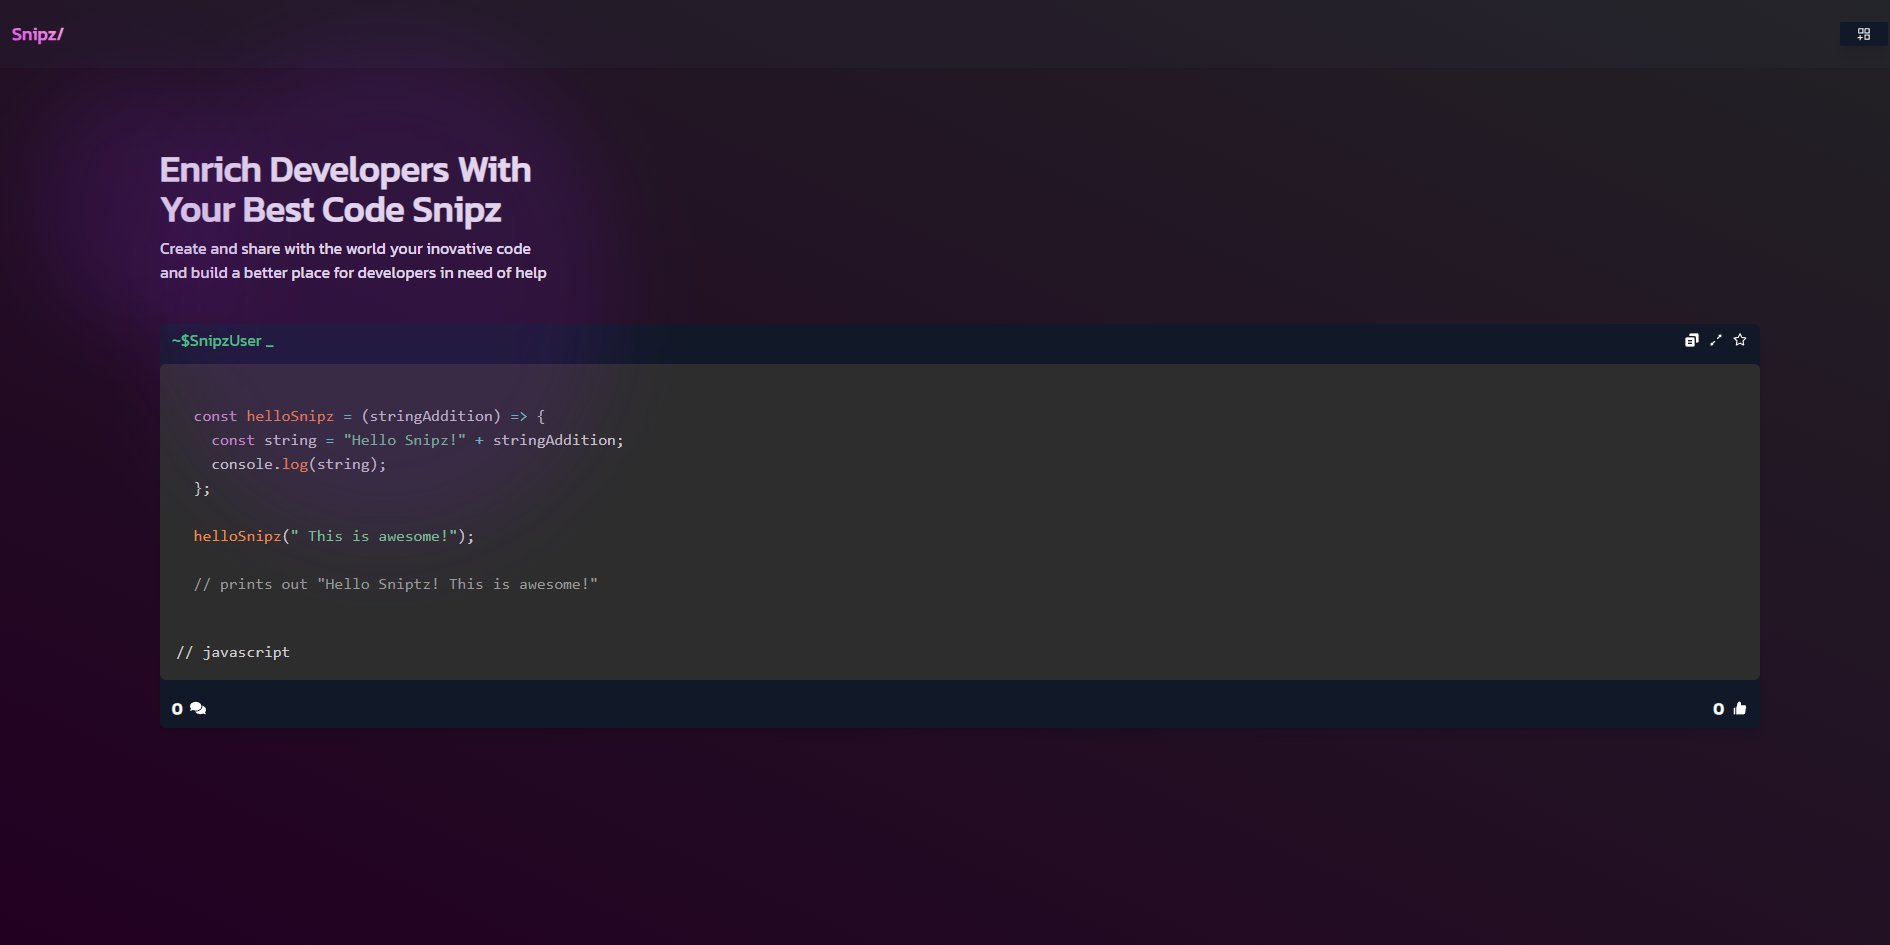 Snipz/
Enrich Developers With
Your Best Code Snipz
Create and share with the world your inovative code
and build a better place for developers in need of help
~$SnipzUser _
const helloSnipz = (stringAddition) => {
  const string = "Hello Snipz!" + stringAddition;
  console.log(string);
};
helloSnipz(" This is awesome!");
// prints out "Hello Sniptz! This is awesome!"
// javascript
0
0